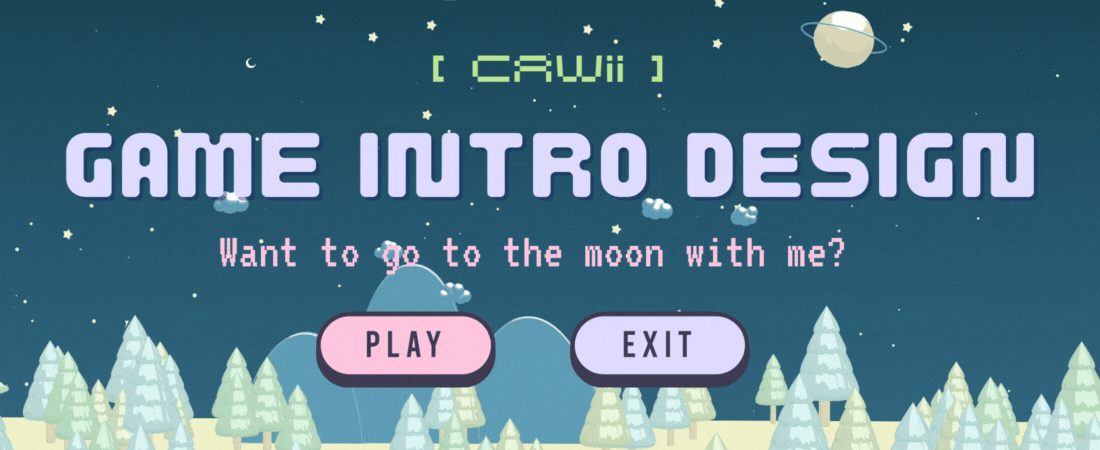 [ CAWii ]
GAME INTRO DESIGN
Want to go to the moon with me?
PLAY EXIT